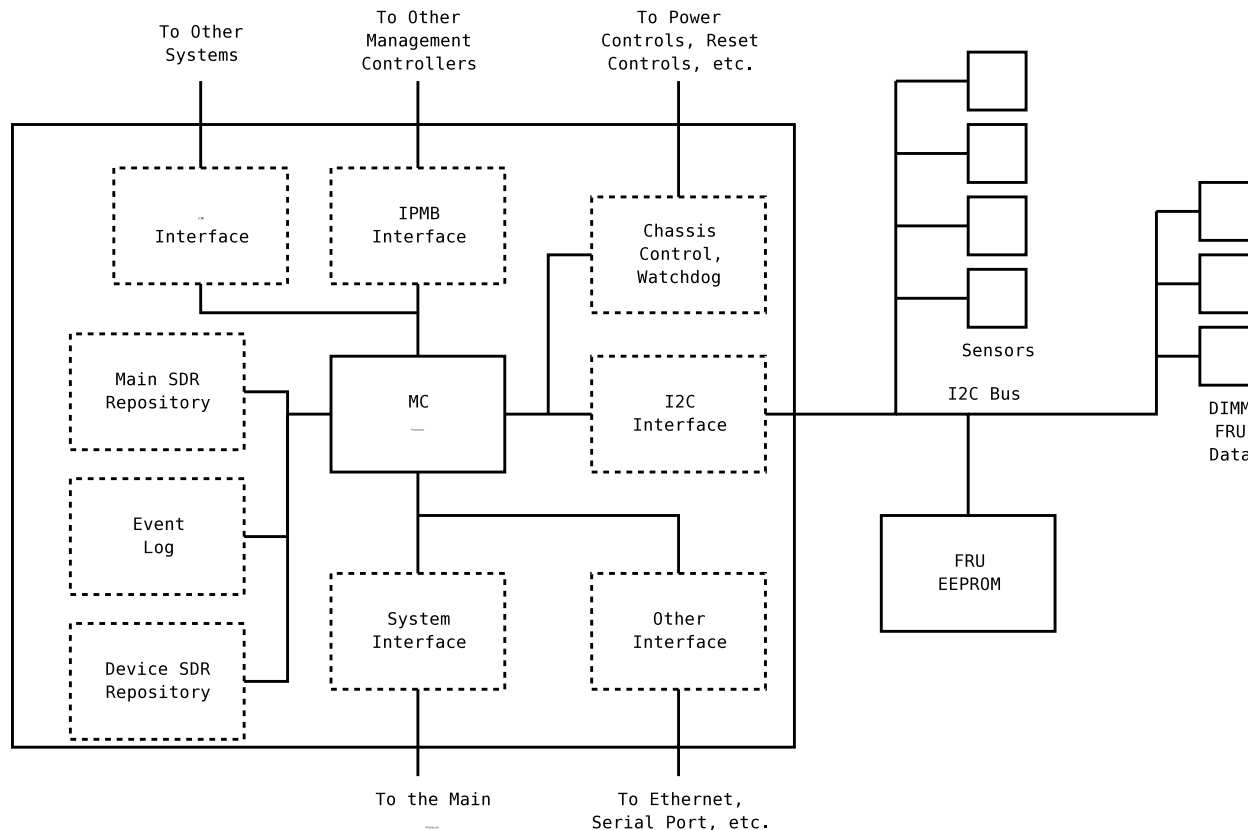 To Other
Systems
To Other
Management
Controllers
To Power
Controls, Reset
Controls, etc.
Interface
IPMB
Interface
Chassis
Control,
Watchdog
Sensors
Main SDR
Repository
MC
I2C
Interface
I2C Bus
DIMM
FRU
Data
Event
Log
FRU
EEPROM
System
Interface
Other
Interface
Device SDR
Repository
To the Main
To Ethernet,
Serial Port, etc.